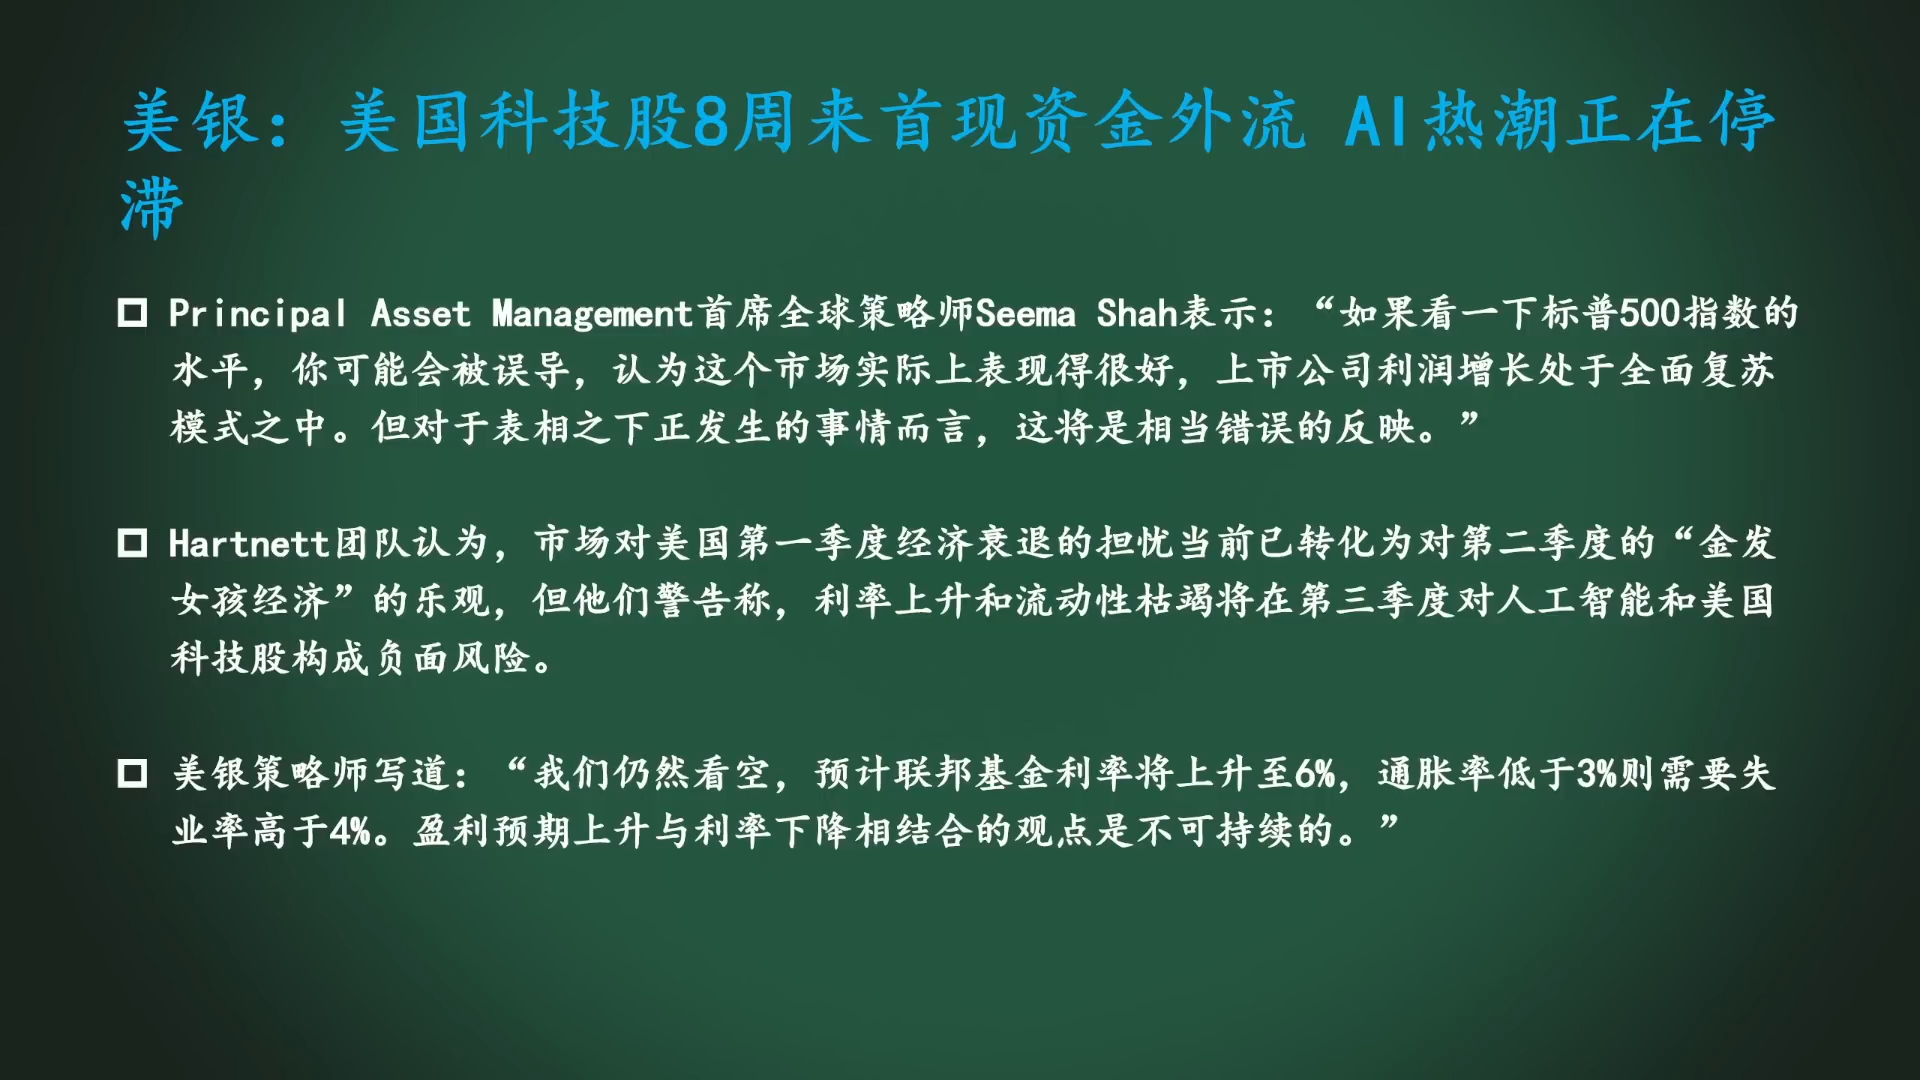 美银：美国科技股8周来首现资金外流 AI热潮正在停
滞
Principal Asset Management首席全球策略师Seema Shah表示：“如果看一下标普500指数的
水平，你可能会被误导，认为这个市场实际上表现得很好，上市公司利润增长处于全面复苏
模式之中。但对于表相之下正发生的事情而言，这将是相当错误的反映。”
Hartnett团队认为，市场对美国第一季度经济衰退的担忧当前已转化为对第二季度的“金发
女孩经济”的乐观，但他们警告称，利率上升和流动性枯竭将在第三季度对人工智能和美国
科技股构成负面风险。
美银策略师写道：“我们仍然看空，预计联邦基金利率将上升至6%，通胀率低于3%则需要失
业率高于4%。盈利预期上升与利率下降相结合的观点是不可持续的。”